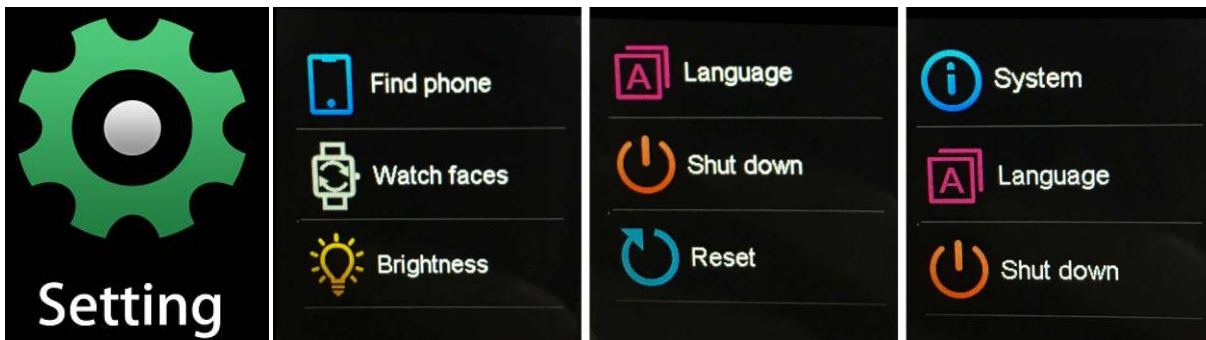 Setting
Find phone
Watch faces
Brightness
A Language
Shut down
Reset
System
A Language
Shut down